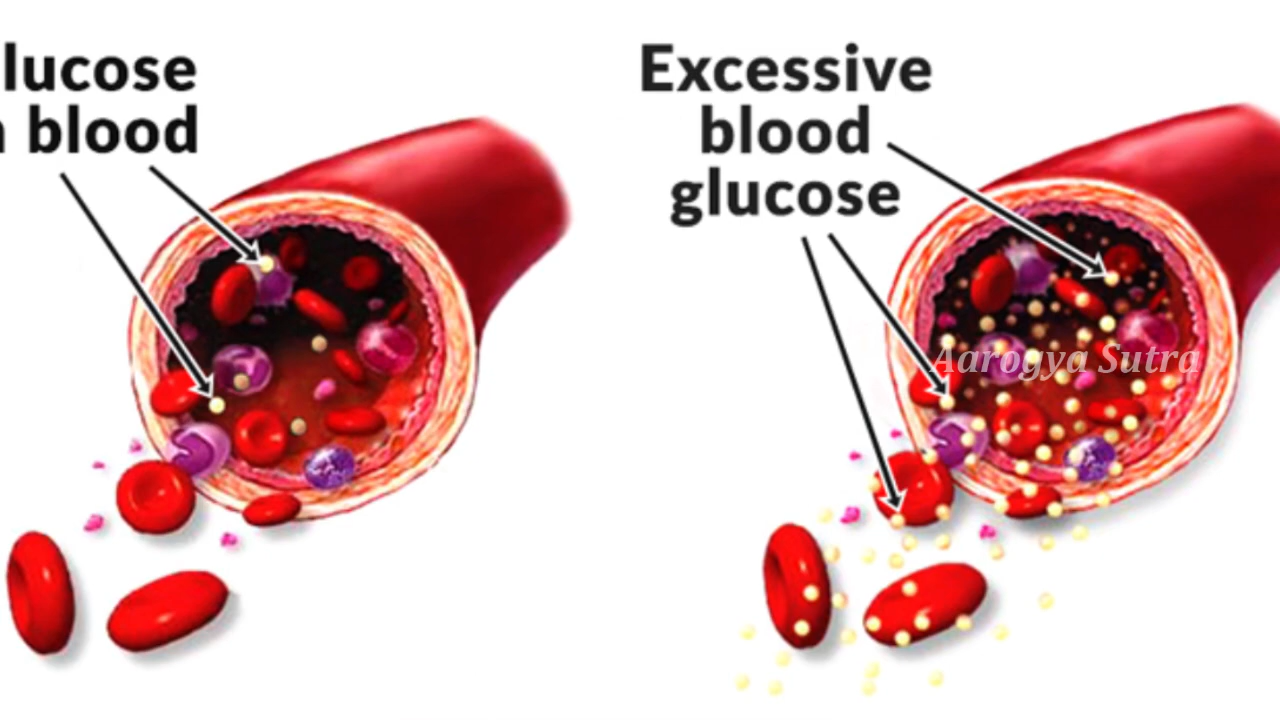 lucose
blood
Excessive
blood
glucose
Aarogya Sutra